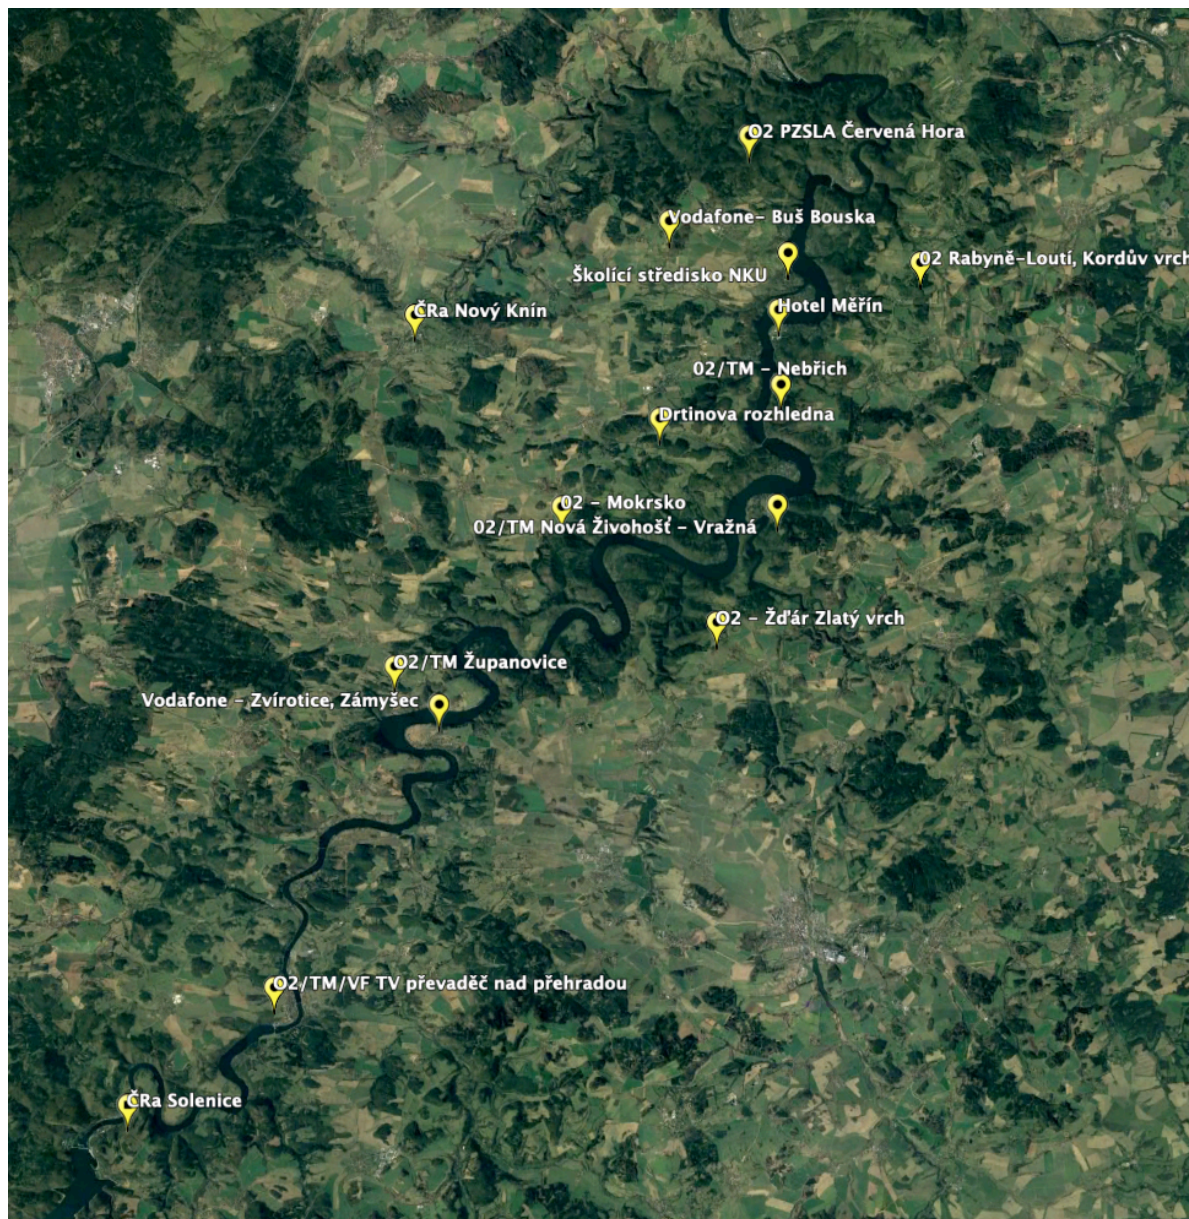 O2 PZSLA Červená Hora
Vodafone- Buš Bouska
O2 Rabyně-Loutí, Kordův vrch
Školící středisko NKU
Hotel Měřín
ČRa Nový Knín
O2/TM - Nebřich
Drtinova rozhledna
O2 - Mokrsko
O2/TM Nová Živohošť - Vražná
O2 - Žďár Zlatý vrch
O2/TM Županovice
Vodafone - Zvírotice, Zámyšec
O2/TM/VF TV převaděč nad přehradou
ČRa Solenice